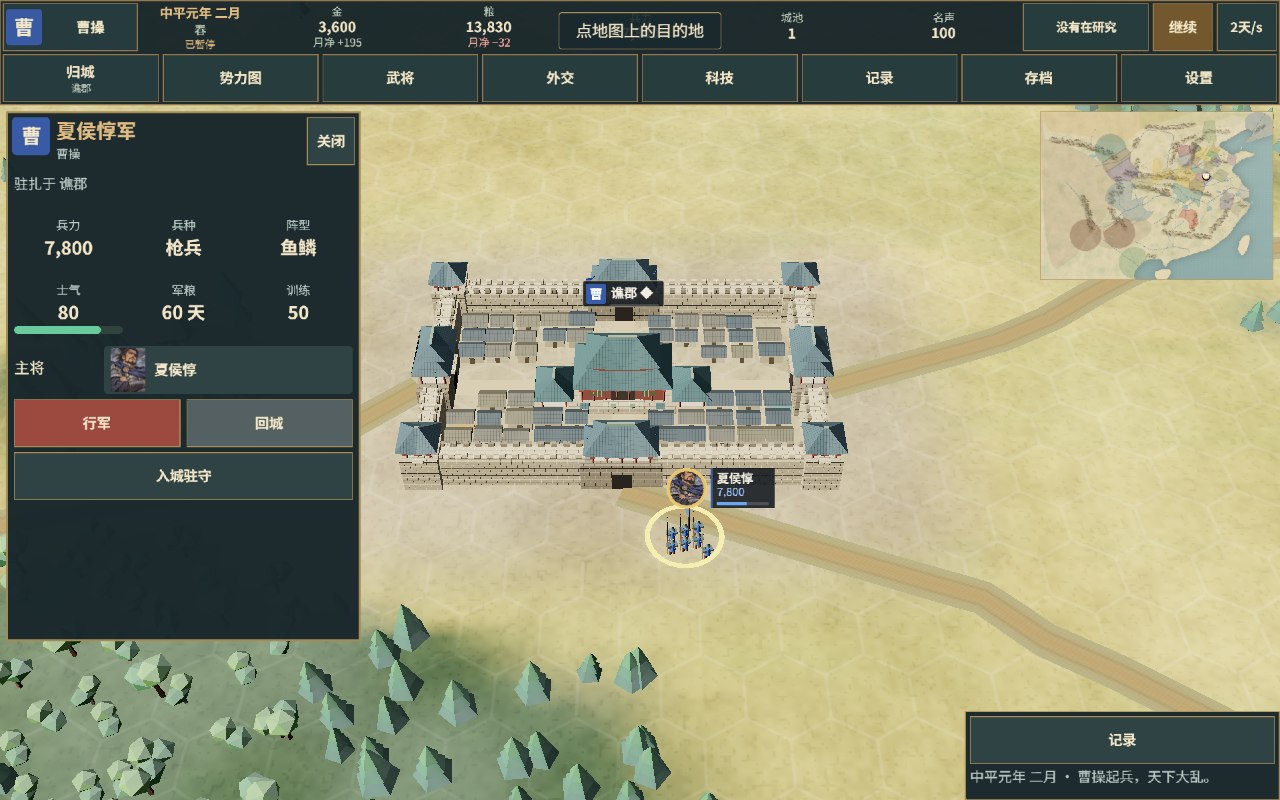 曹
曹操
中平元年 二月
春
已暂停
金
3,600
月净 +195
粮
13,830
月净 −32
点地图上的目的地
城池
1
名声
100
没有在研究
继续
2天/s
归城
谯郡
势力图
武将
外交
科技
记录
存档
设置
曹
夏侯惇军
曹操
关闭
驻扎于 谯郡
兵力
7,800
兵种
枪兵
阵型
鱼鳞
士气
80
军粮
60 天
训练
50
主将
夏侯惇
行军
回城
入城驻守
曹 谯郡 ◆
夏侯惇
7,800
记录
中平元年 二月 · 曹操起兵，天下大乱。